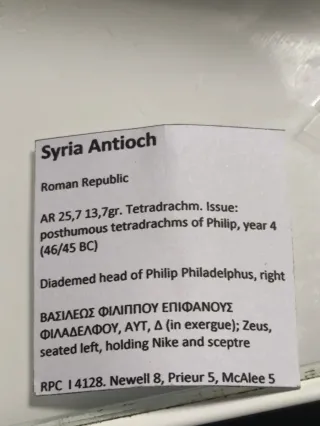 Syria Antioch
Roman Republic
AR 25,7 13,7gr. Tetradrachm. Issue:
posthumous tetradrachms of Philip, year 4
(46/45 BC)
Diademed head of Philip Philadelphus, right
ΒΑΣΙΛΕΩΣ ΦΙΛΙΠΠΟΥ ΕΠΙΦΑΝΟΥΣ
ΦΙΛΑΔΕΛΦΟΥ, ΑΥΤ, Δ (in exergue); Zeus,
seated left, holding Nike and sceptre
RPC I 4128. Newell 8, Prieur 5, McAlee 5